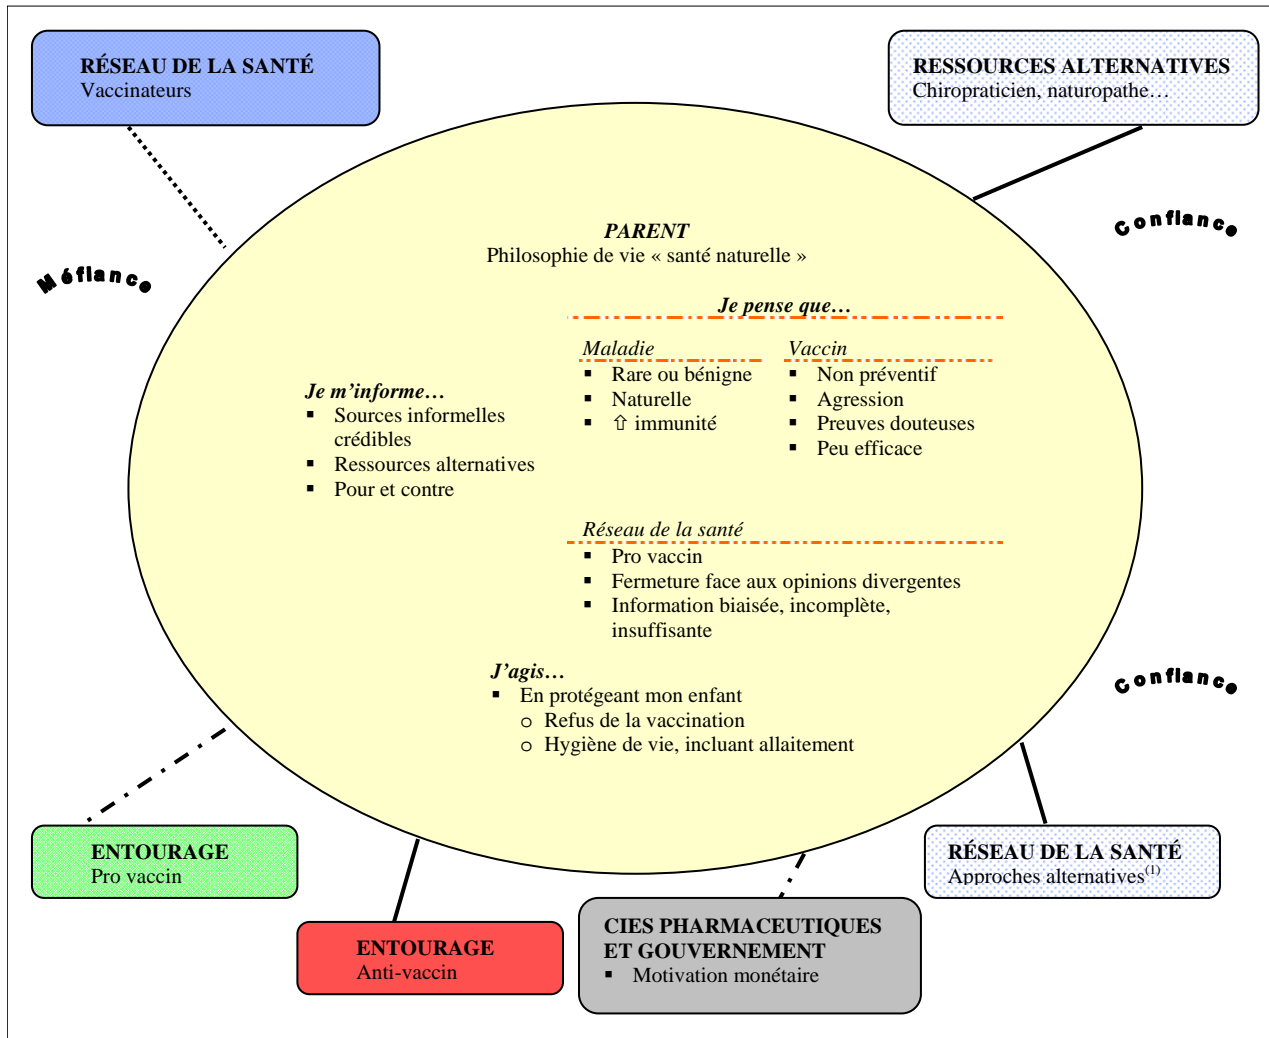 RÉSEAU DE LA SANTÉ
Vaccinateurs
RESSOURCES ALTERNATIVES
Chiropraticien, naturopathe…
Méfiance
Confiance
PARENT
Philosophie de vie « santé naturelle »
Je pense que…
Maladie
▪ Rare ou bénigne
▪ Naturelle
▪ ⇧ immunité
Vaccin
▪ Non préventif
▪ Agression
▪ Preuves douteuses
▪ Peu efficace
Je m’informe…
▪ Sources informelles
crédibles
▪ Ressources alternatives
▪ Pour et contre
Réseau de la santé
▪ Pro vaccin
▪ Fermeture face aux opinions divergentes
▪ Information biaisée, incomplète,
insuffisante
J’agis…
▪ En protégeant mon enfant
o Refus de la vaccination
o Hygiène de vie, incluant allaitement
Confiance
ENTOURAGE
Pro vaccin
ENTOURAGE
Anti-vaccin
CIES PHARMACEUTIQUES
ET GOUVERNEMENT
▪ Motivation monétaire
RÉSEAU DE LA SANTÉ
Approches alternatives(1)